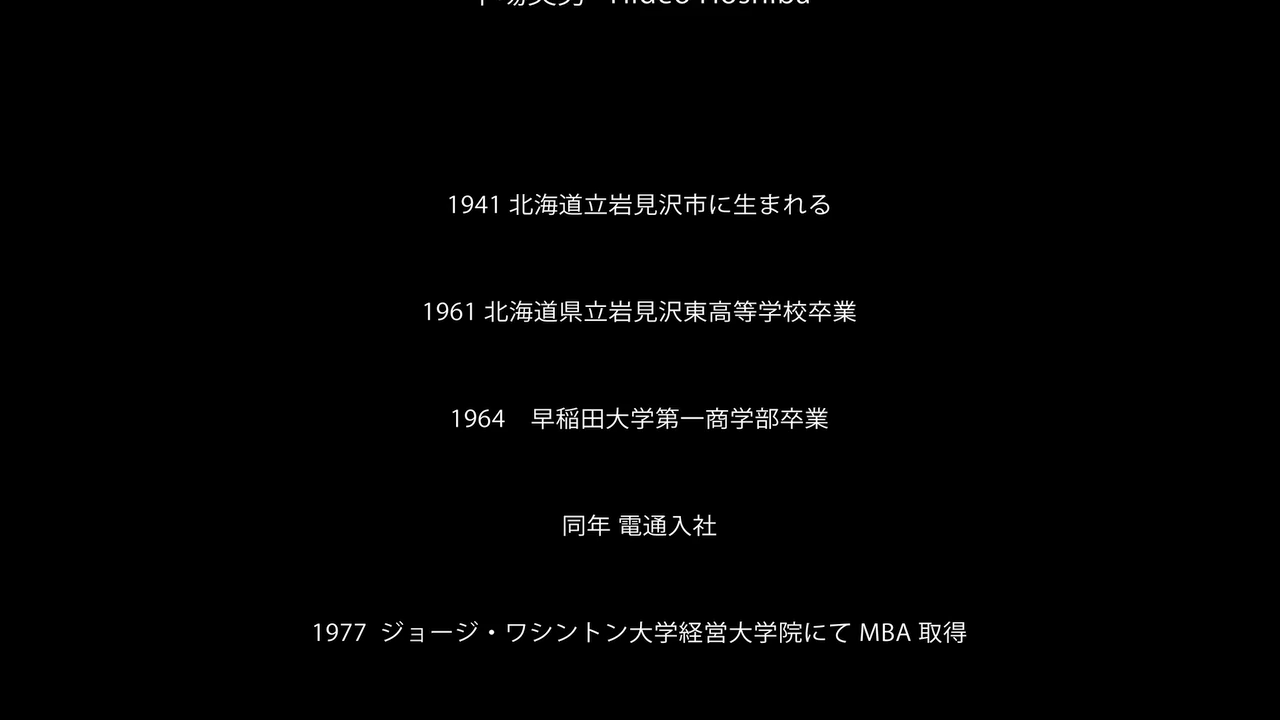 1941 北海道立岩見沢市に生まれる
1961 北海道県立岩見沢東高等学校卒業
1964　早稲田大学第一商学部卒業
同年 電通入社
1977 ジョージ・ワシントン大学経営大学院にて MBA 取得